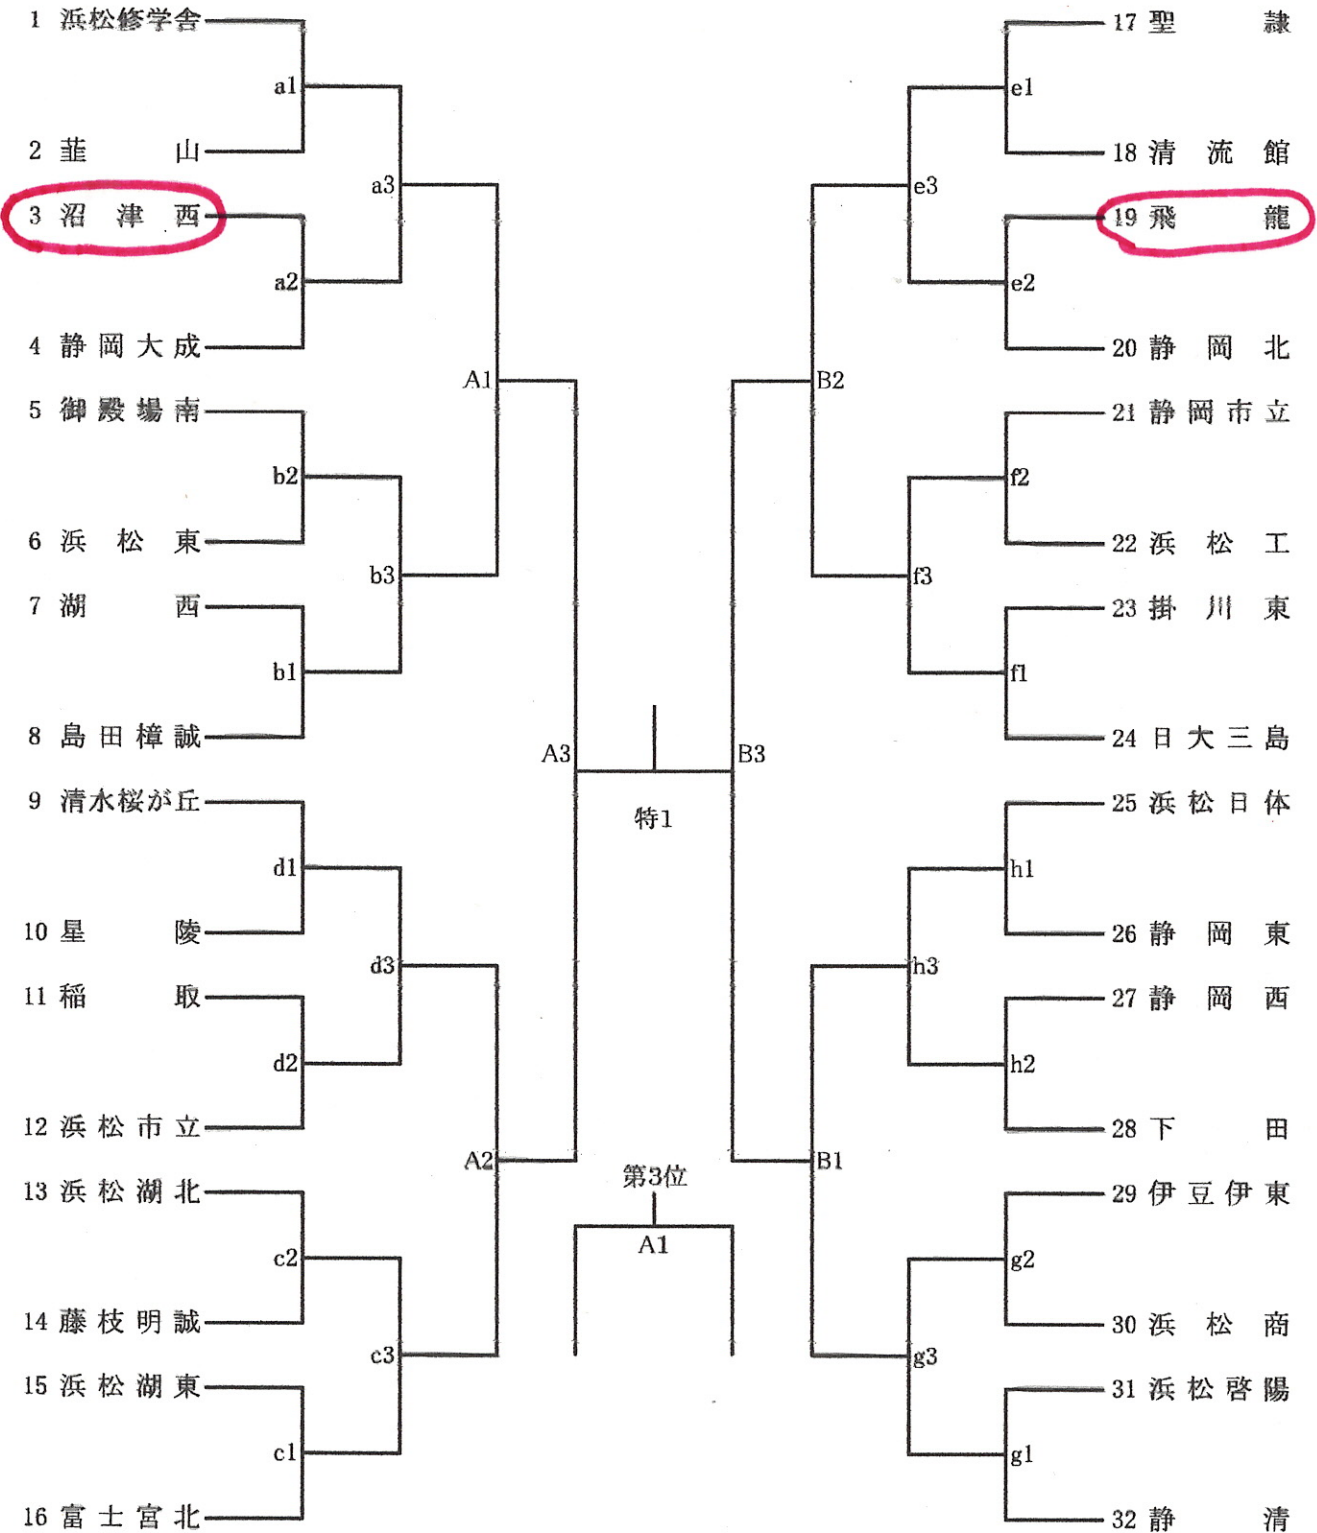 1 浜松修学舎
a1
2 韮山
a3
3 沼津西
a2
4 静岡大成
A1
5 御殿場南
b2
6 浜松東
b3
7 湖西
b1
8 島田樟誠
A3
9 清水桜が丘
d1
10 星陵
d3
11 稲取
d2
12 浜松市立
A2
13 浜松湖北
c2
14 藤枝明誠
c3
15 浜松湖東
c1
16 富士宮北
特1
第3位
A1
17 聖隷
e1
18 清流館
e3
19 飛龍
e2
20 静岡北
B2
21 静岡市立
f2
22 浜松工
f3
23 掛川東
f1
24 日大三島
B3
25 浜松日体
h1
26 静岡東
h3
27 静岡西
h2
28 下田
B1
29 伊豆伊東
g2
30 浜松商
g3
31 浜松啓陽
g1
32 静清